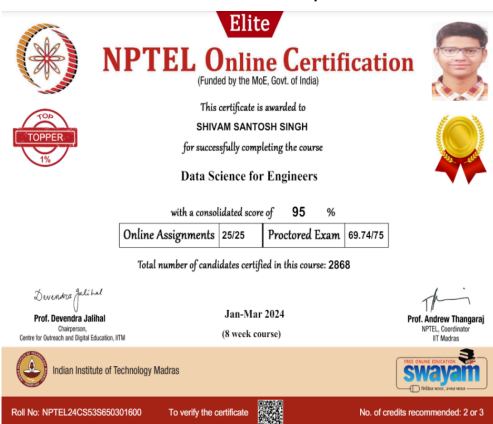 Elite
NPTEL Online Certification
(Funded by the MoE, Govt. of India)
This certificate is awarded to
SHIVAM SANTOSH SINGH
for successfully completing the course
TOP
TOPPER
1%
Data Science for Engineers
with a consolidated score of 95 %
Online Assignments 25/25 Proctored Exam 69.74/75
Total number of candidates certified in this course: 2868
Devendra Jalihal
Prof. Devendra Jalihal
Chairperson,
Centre for Outreach and Digital Education, IITM
Jan-Mar 2024
(8 week course)
Prof. Andrew Thangaraj
NPTEL, Coordinator
IIT Madras
Indian Institute of Technology Madras
FREE ONLINE EDUCATION
swayam
Roll No: NPTEL24CS53S650301600 To verify the certificate No. of credits recommended: 2 or 3